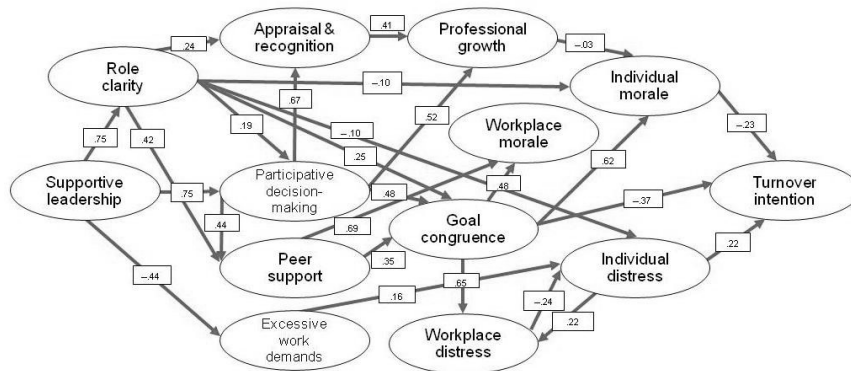 .24
Appraisal &
recognition
.41
Professional
growth
–.03
Role
clarity
–.10
Individual
morale
.67
.75
.42
.19
–.10
.52
Workplace
morale
–.23
.25
.62
Supportive
leadership
.75
Participative
decision-
making
.48
.48
–.37
Turnover
intention
.44
.69
Goal
congruence
Peer
support
.35
.22
Individual
distress
–.44
.16
.65
–.24
.22
Excessive
work
demands
Workplace
distress